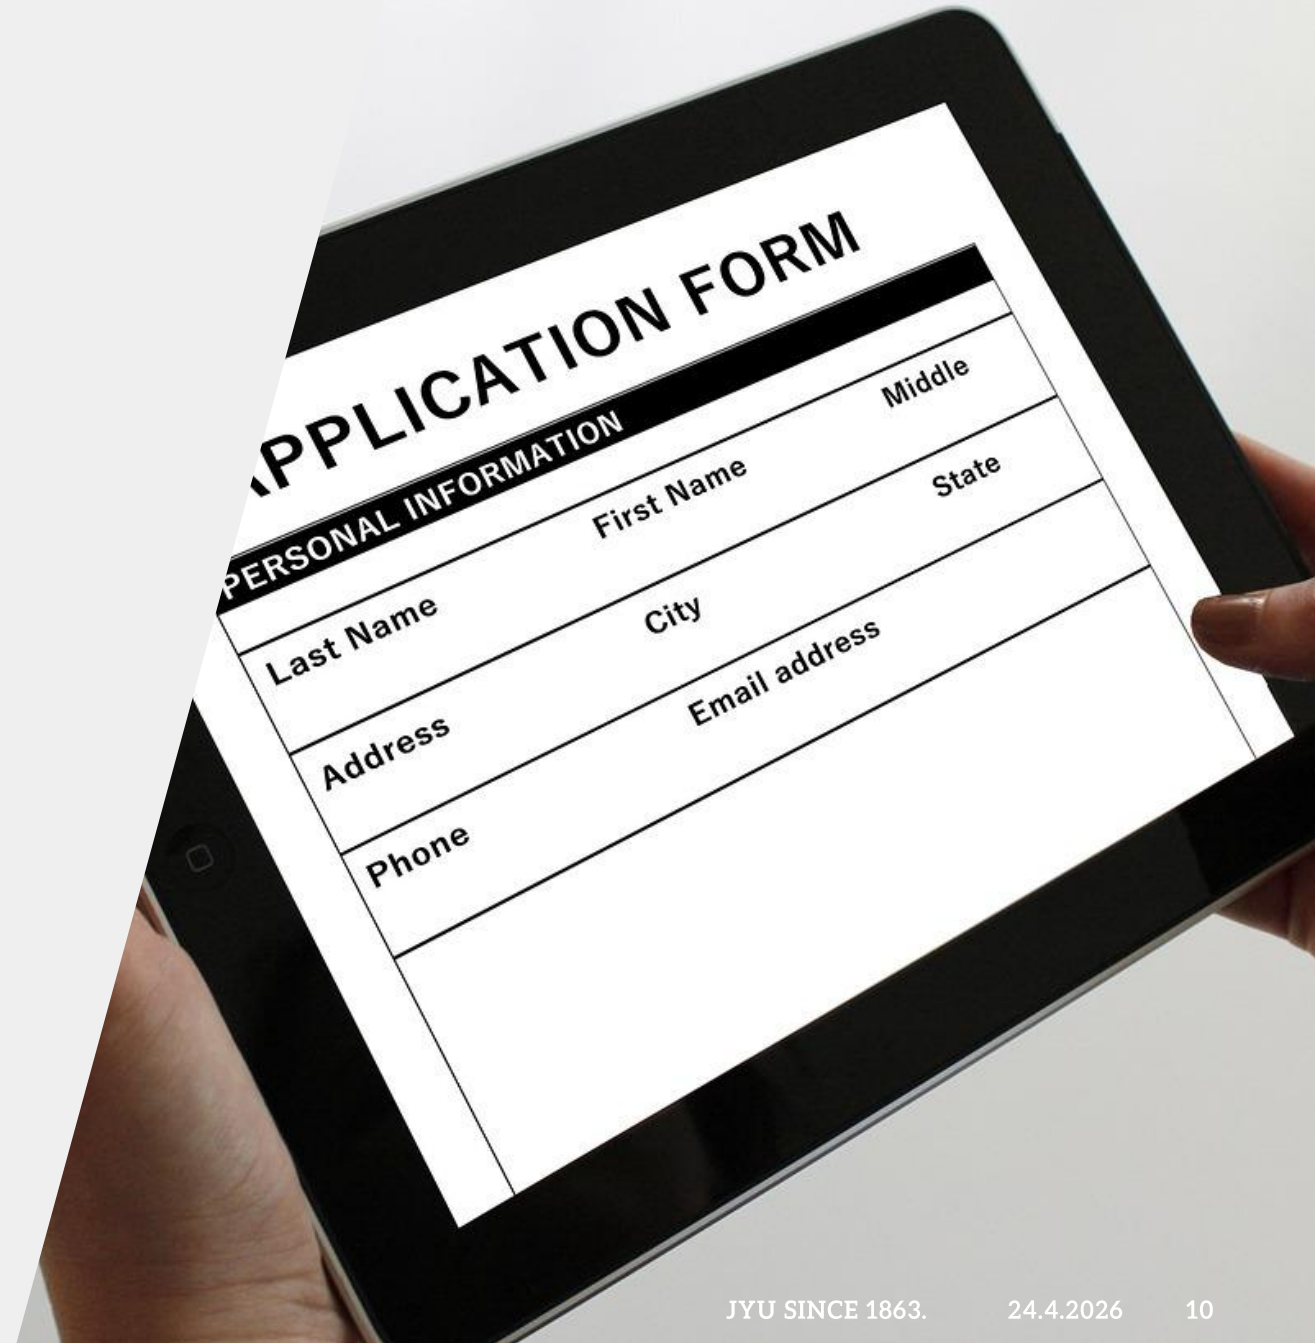 APPLICATION FORM
PERSONAL INFORMATION
Last Name First Name Middle
Address City State
Phone Email address
JYU SINCE 1863. 24.4.2026 10